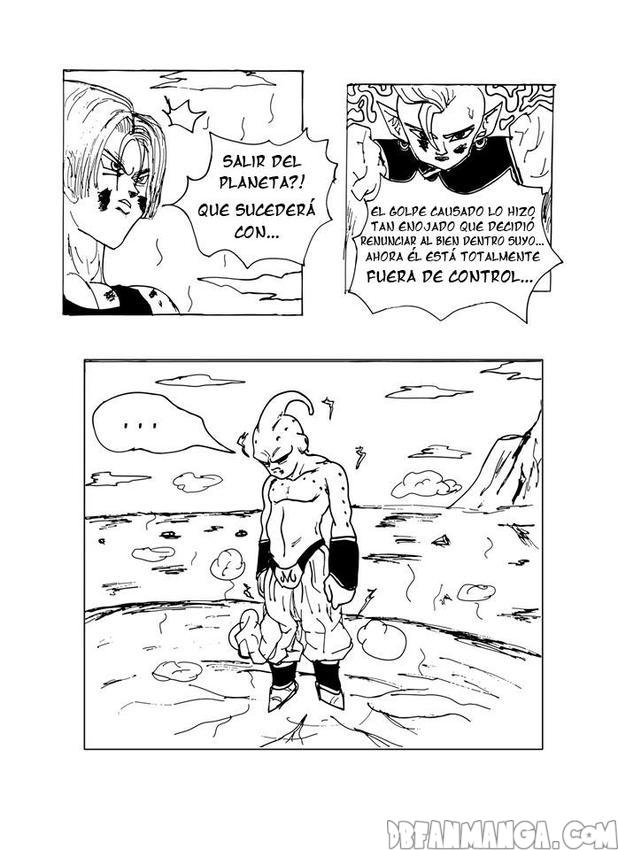 SALIR DEL
PLANETA?!
QUE SUCEDERÁ
CON...
EL GOLPE CAUSADO LO HIZO
TAN ENOJADO QUE DECIDIÓ
RENUNCIAR AL BIEN DENTRO SUYO...
AHORA ÉL ESTÁ TOTALMENTE
FUERA DE CONTROL...
...
M
DBFANMANGA.COM